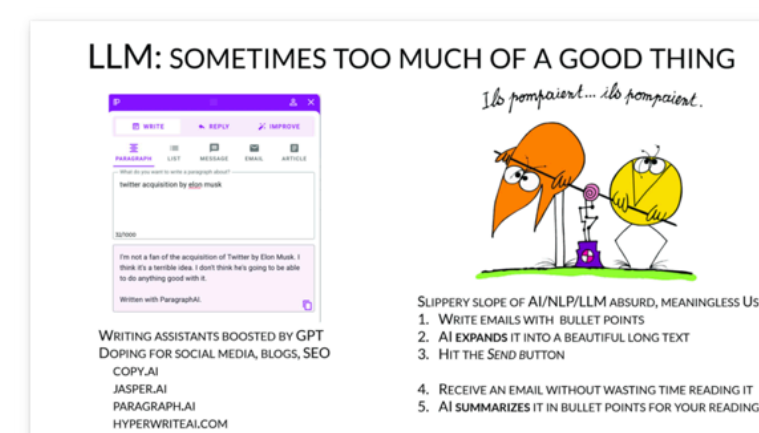 LLM: SOMETIMES TOO MUCH OF A GOOD THING
WRITE
REPLY
IMPROVE
PARAGRAPH
LIST
MESSAGE
EMAIL
ARTICLE
What do you want to write a paragraph about?
twitter acquisition by elon musk
32/1000
I'm not a fan of the acquisition of Twitter by Elon Musk. I
think it's a terrible idea. I don't think he's going to be able
to do anything good with it.
Written with ParagraphAI.
WRITING ASSISTANTS BOOSTED BY GPT
DOPING FOR SOCIAL MEDIA, BLOGS, SEO
COPY.AI
JASPER.AI
PARAGRAPH.AI
HYPERWRITEAI.COM
Ils pompaient... ils pompaient.
SLIPPERY SLOPE OF AI/NLP/LLM ABSURD, MEANINGLESS US
1. WRITE EMAILS WITH BULLET POINTS
2. AI EXPANDS IT INTO A BEAUTIFUL LONG TEXT
3. HIT THE SEND BUTTON
4. RECEIVE AN EMAIL WITHOUT WASTING TIME READING IT
5. AI SUMMARIZES IT IN BULLET POINTS FOR YOUR READING